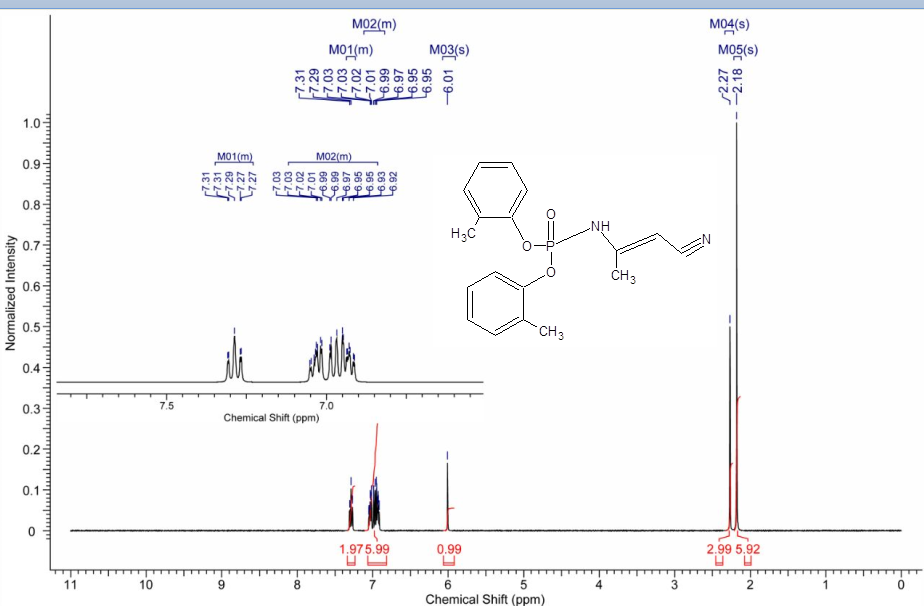 M02(m)
M04(s)
M01(m)
M03(s)
M05(s)
7.31
7.29
7.03
7.03
7.02
7.01
6.99
6.97
6.95
6.95
6.01
2.27
2.18
Normalized Intensity
1.0
0.9
0.8
0.7
0.6
0.5
0.4
0.3
0.2
0.1
0
M01(m)
M02(m)
7.31
7.31
7.29
7.27
7.27
7.03
7.03
7.02
7.01
6.99
6.99
6.97
6.95
6.95
6.93
6.92
H3C
O
O
P
O
NH
CH3
N
CH3
7.5
7.0
Chemical Shift (ppm)
1.97 5.99
0.99
2.99 5.92
11 10 9 8 7 6 5 4 3 2 1 0
Chemical Shift (ppm)